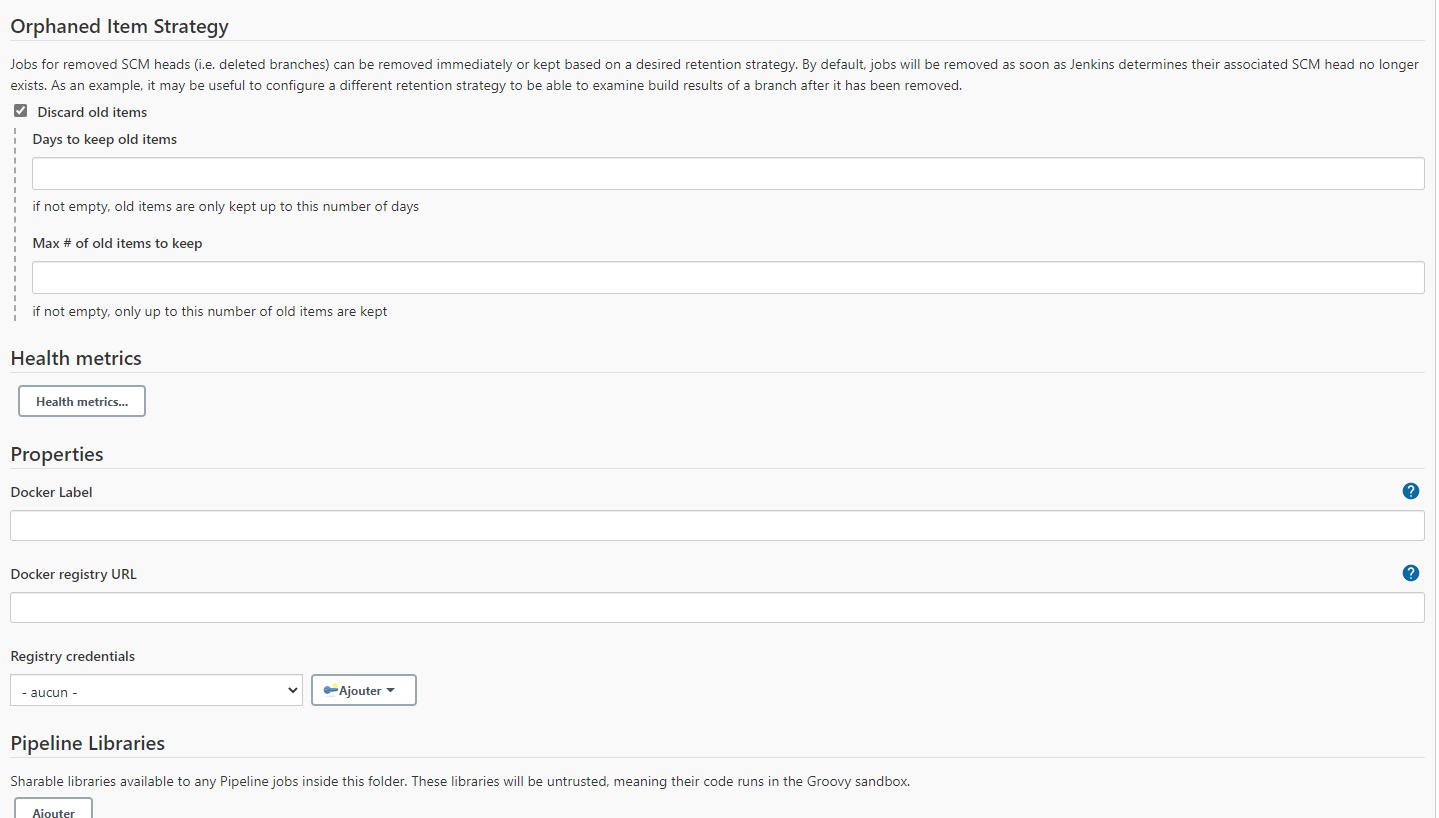 Orphaned Item Strategy
Jobs for removed SCM heads (i.e. deleted branches) can be removed immediately or kept based on a desired retention strategy. By default, jobs will be removed as soon as Jenkins determines their associated SCM head no longer
exists. As an example, it may be useful to configure a different retention strategy to be able to examine build results of a branch after it has been removed.
Discard old items
Days to keep old items
if not empty, old items are only kept up to this number of days
Max # of old items to keep
if not empty, only up to this number of old items are kept
Health metrics
Health metrics...
Properties
Docker Label
?
Docker registry URL
?
Registry credentials
- aucun -
Ajouter
Pipeline Libraries
Sharable libraries available to any Pipeline jobs inside this folder. These libraries will be untrusted, meaning their code runs in the Groovy sandbox.
Ajouter